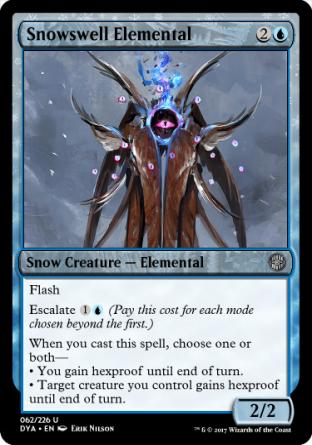 Snowswell Elemental 2
Snow Creature — Elemental
Flash
Escalate 1 (Pay this cost for each mode
chosen beyond the first.)
When you cast this spell, choose one or
both—
• You gain hexproof until end of turn.
• Target creature you control gains hexproof
until end of turn.
2/2
062/226 U
DYA • EN Erik Nilson
™ & © 2017 Wizards of the Coast